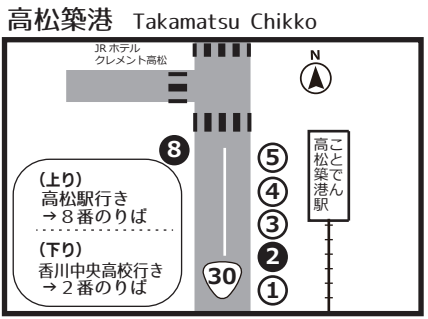 高松築港 Takamatsu Chikko
JR ホテル
クレメント高松
N
8
5
4
3
2
1
ことでん
高松築港駅
(上り)
高松駅行き
→８番のりば
(下り)
香川中央高校行き
→２番のりば
30